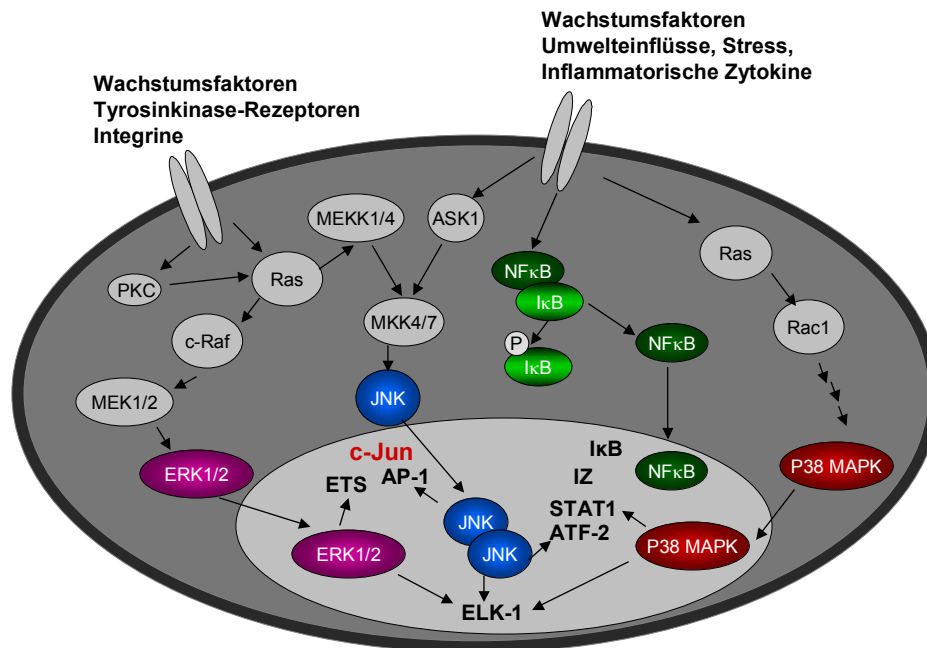 Wachstumsfaktoren
Umwelteinflüsse, Stress,
Inflammatorische Zytokine
Wachstumsfaktoren
Tyrosinkinase-Rezeptoren
Integrine
MEKK1/4
ASK1
Ras
NFκB
PKC
Ras
IκB
Rac1
c-Raf
MKK4/7
P
NFκB
IκB
MEK1/2
JNK
c-Jun
IκB
ERK1/2
AP-1
IZ
NFκB
P38 MAPK
ETS
STAT1
JNK
ATF-2
ERK1/2
JNK
P38 MAPK
ELK-1